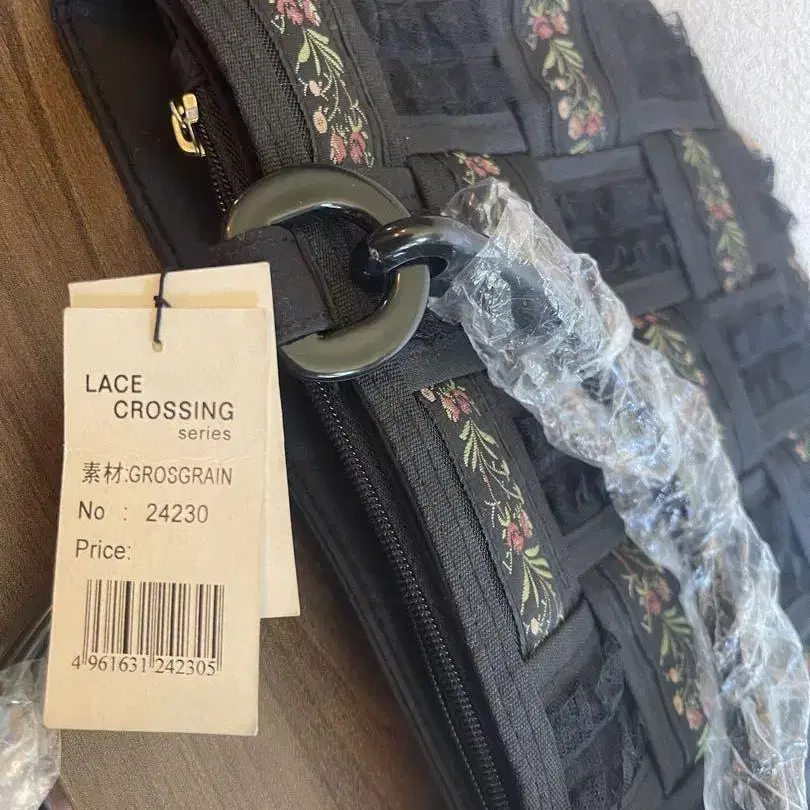 LACE
CROSSING
series
素材:GROSGRAIN
No : 24230
Price:
4 961631 242305